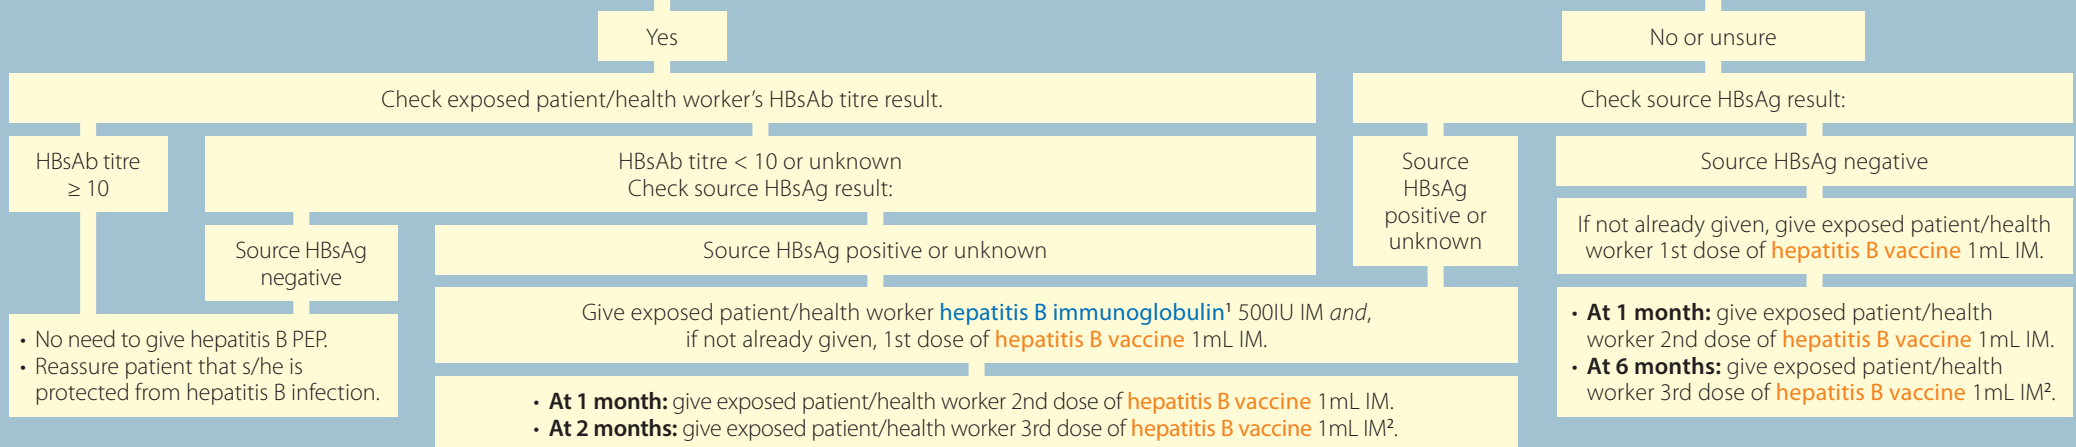 Yes
No or unsure
Check exposed patient/health worker's HBsAb titre result.
Check source HBsAg result:
HBsAb titre
≥ 10
HBsAb titre < 10 or unknown
Check source HBsAg result:
Source
HBsAg
positive or
unknown
Source HBsAg negative
Source HBsAg
negative
Source HBsAg positive or unknown
If not already given, give exposed patient/health
worker 1st dose of hepatitis B vaccine 1mL IM.
• No need to give hepatitis B PEP.
• Reassure patient that s/he is
protected from hepatitis B infection.
Give exposed patient/health worker hepatitis B immunoglobulin¹ 500IU IM and,
if not already given, 1st dose of hepatitis B vaccine 1mL IM.
• At 1 month: give exposed patient/health worker 2nd dose of hepatitis B vaccine 1mL IM.
• At 2 months: give exposed patient/health worker 3rd dose of hepatitis B vaccine 1mL IM².
• At 1 month: give exposed patient/health
worker 2nd dose of hepatitis B vaccine 1mL IM.
• At 6 months: give exposed patient/health
worker 3rd dose of hepatitis B vaccine 1mL IM².